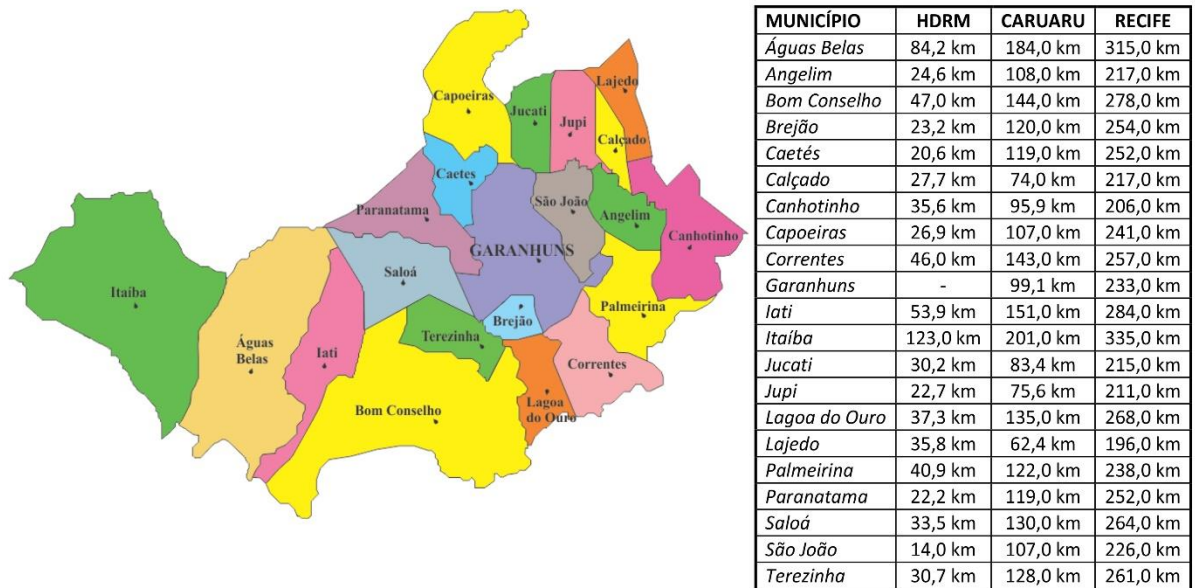 Capoeiras
Jucati
Jupi
Lajedo
Calçado
Caetes
Paranatama
São João
Angelim
Canhotinho
GARANHUNS
Saloá
Itaíba
Palmeirina
Brejão
Terezinha
Águas
Belas
Iati
Correntes
Bom Conselho
Lagoa
do Ouro
MUNICÍPIO HDRM CARUARU RECIFE
Águas Belas 84,2 km 184,0 km 315,0 km
Angelim 24,6 km 108,0 km 217,0 km
Bom Conselho 47,0 km 144,0 km 278,0 km
Brejão 23,2 km 120,0 km 254,0 km
Caetés 20,6 km 119,0 km 252,0 km
Calçado 27,7 km 74,0 km 217,0 km
Canhotinho 35,6 km 95,9 km 206,0 km
Capoeiras 26,9 km 107,0 km 241,0 km
Correntes 46,0 km 143,0 km 257,0 km
Garanhuns - 99,1 km 233,0 km
Iati 53,9 km 151,0 km 284,0 km
Itaíba 123,0 km 201,0 km 335,0 km
Jucati 30,2 km 83,4 km 215,0 km
Jupi 22,7 km 75,6 km 211,0 km
Lagoa do Ouro 37,3 km 135,0 km 268,0 km
Lajedo 35,8 km 62,4 km 196,0 km
Palmeirina 40,9 km 122,0 km 238,0 km
Paranatama 22,2 km 119,0 km 252,0 km
Saloá 33,5 km 130,0 km 264,0 km
São João 14,0 km 107,0 km 226,0 km
Terezinha 30,7 km 128,0 km 261,0 km